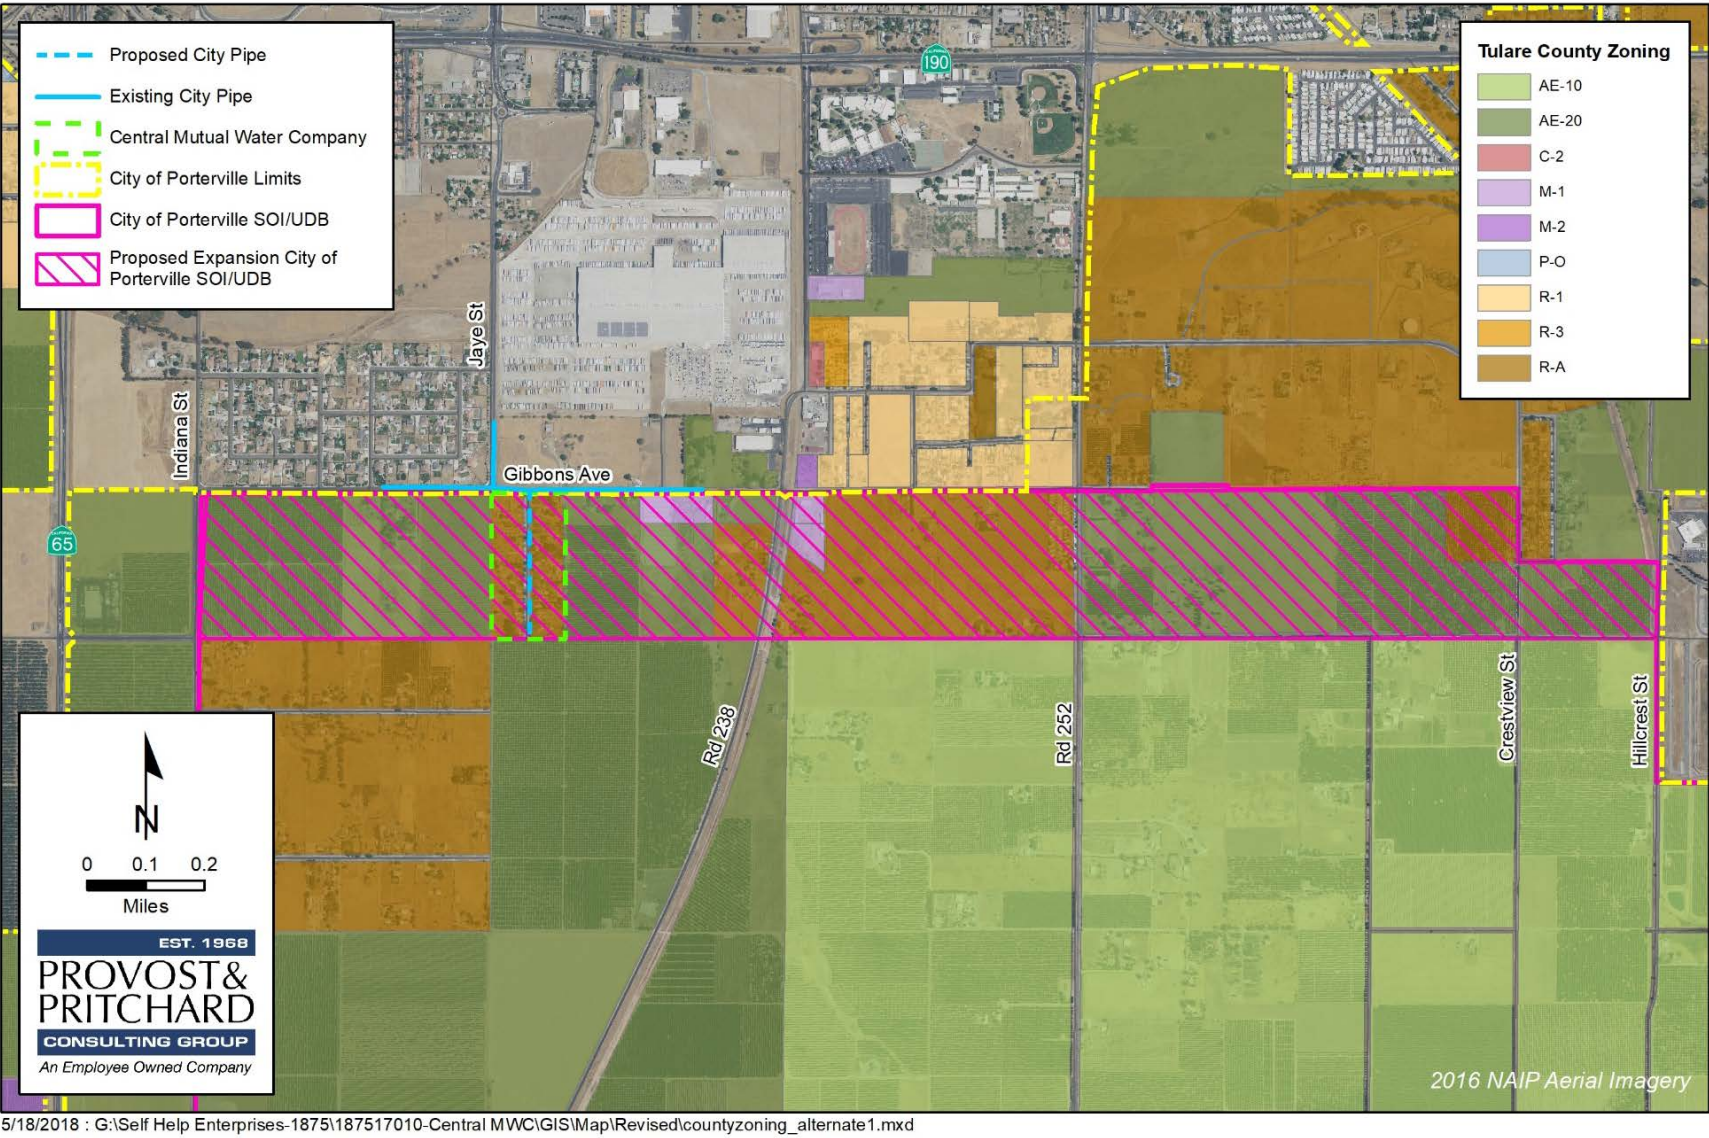 Proposed City Pipe
Existing City Pipe
Central Mutual Water Company
City of Porterville Limits
City of Porterville SOI/UDB
Proposed Expansion City of
Porterville SOI/UDB
CALIFORNIA
190
Tulare County Zoning
AE-10
AE-20
C-2
M-1
M-2
P-O
R-1
R-3
R-A
Jaye St
Indiana St
Gibbons Ave
CALIFORNIA
65
Rd 238
Rd 252
Crestview St
Hillcrest St
N
0 0.1 0.2
Miles
EST. 1968
PROVOST&
PRITCHARD
CONSULTING GROUP
An Employee Owned Company
2016 NAIP Aerial Imagery
5/18/2018 : G:\Self Help Enterprises-1875\187517010-Central MWC\GIS\Map\Revised\countyzoning_alternate1.mxd